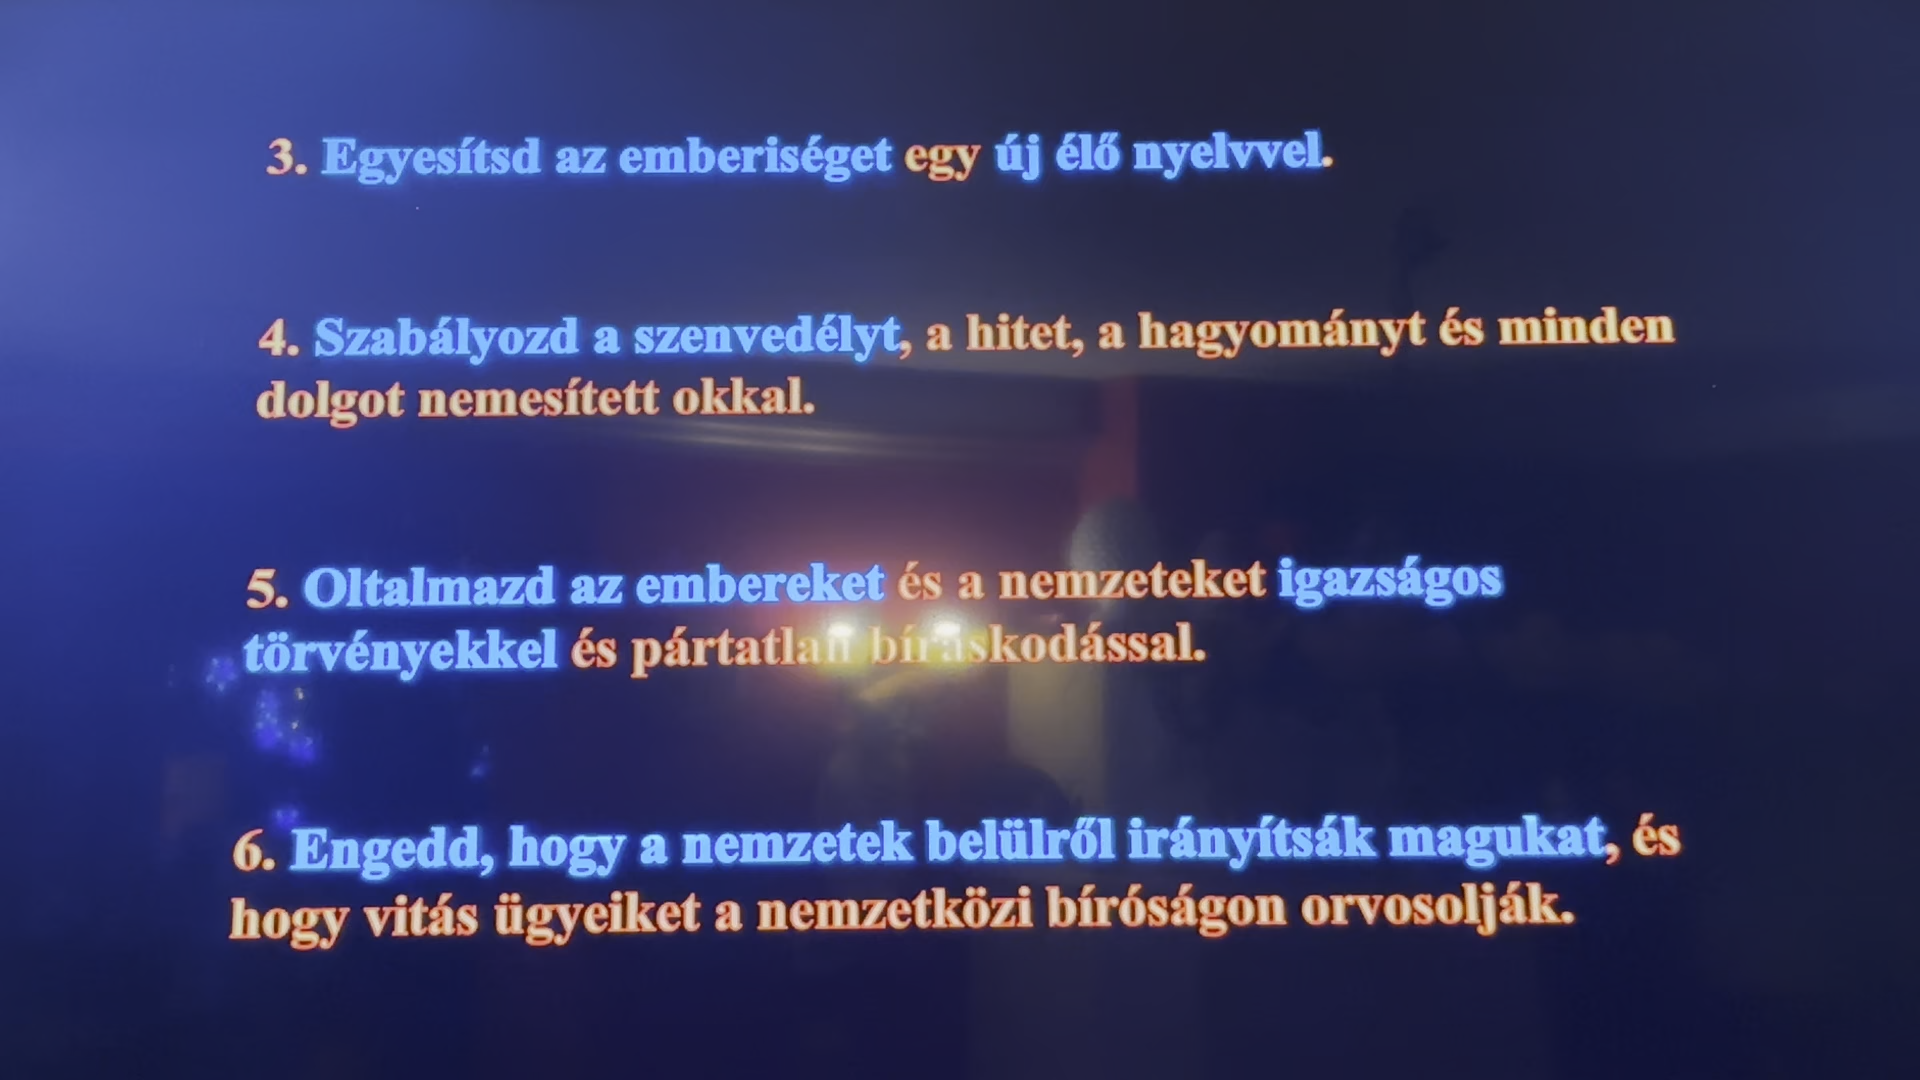 3. Egyesítsd az emberiséget egy új élő nyelvvel.
4. Szabályozd a szenvedélyt, a hitet, a hagyományt és minden
dolgot nemesített okkal.
5. Oltalmazd az embereket és a nemzeteket igazságos
törvényekkel és pártatlan bíráskodással.
6. Engedd, hogy a nemzetek belülről irányítsák magukat, és
hogy vitás ügyeiket a nemzetközi bíróságon orvosolják.